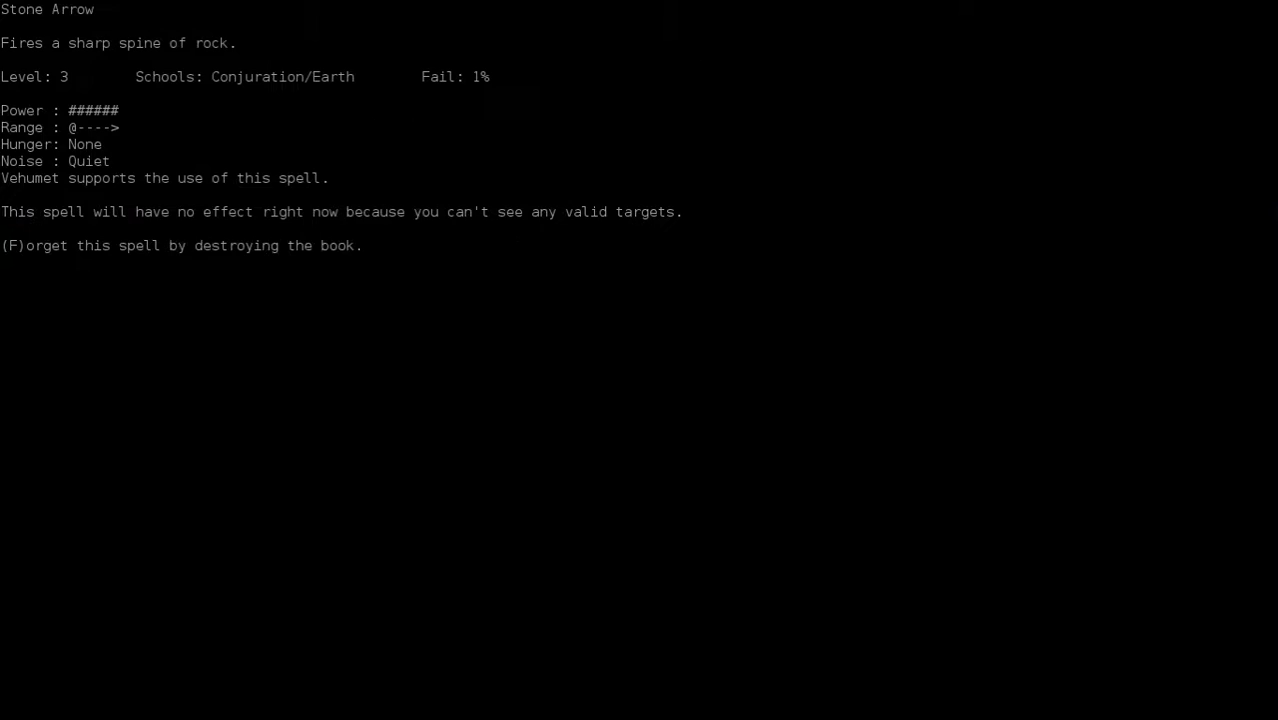 Stone Arrow
Fires a sharp spine of rock.
Level: 3        Schools: Conjuration/Earth        Fail: 1%
Power : ######
Range : @---->
Hunger: None
Noise : Quiet
Vehumet supports the use of this spell.
This spell will have no effect right now because you can't see any valid targets.
(F)orget this spell by destroying the book.